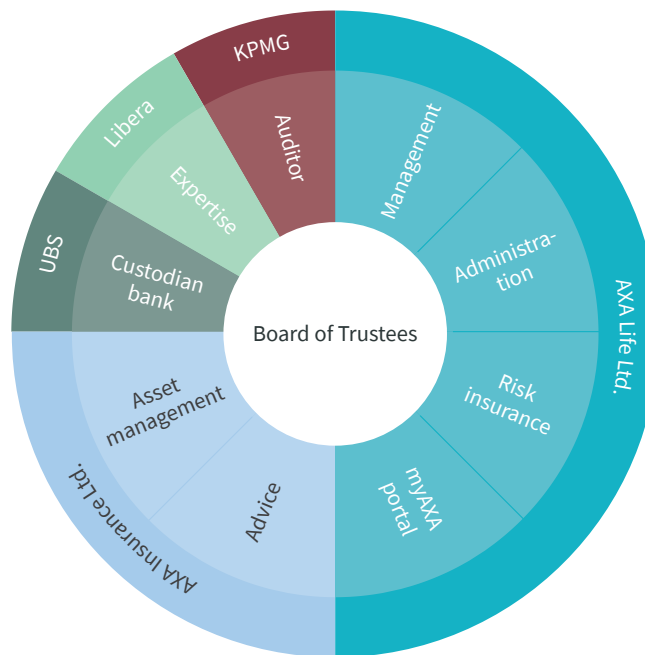 KPMG
Auditor
Libera
Expertise
UBS
Custodian
bank
Management
Administra-
tion
Risk
insurance
myAXA
portal
AXA Life Ltd.
Board of Trustees
Asset
management
Advice
AXA Insurance Ltd.